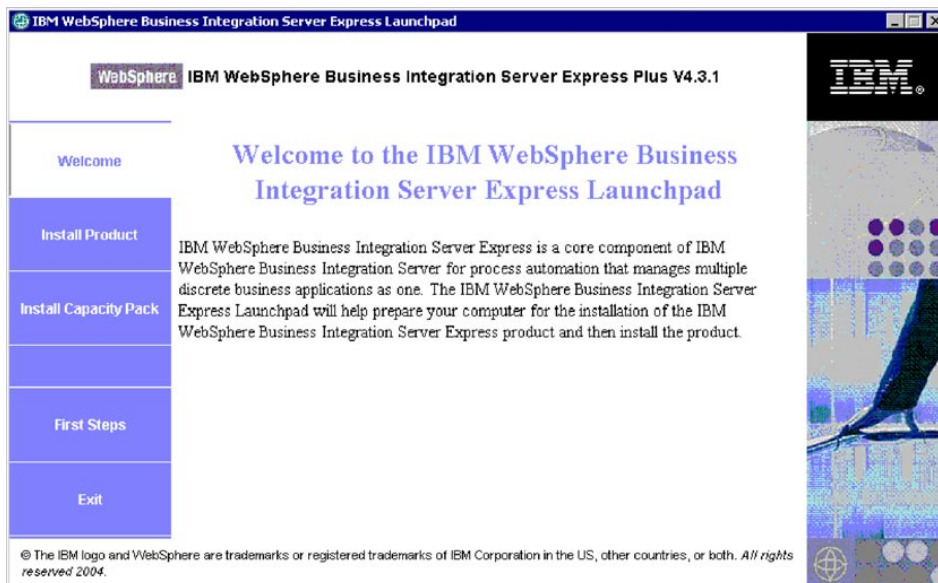 IBM WebSphere Business Integration Server Express Launchpad
WebSphere IBM WebSphere Business Integration Server Express Plus V4.3.1
IBM®
Welcome
Install Product
Install Capacity Pack
First Steps
Exit
Welcome to the IBM WebSphere Business
Integration Server Express Launchpad
IBM WebSphere Business Integration Server Express is a core component of IBM
WebSphere Business Integration Server for process automation that manages multiple
discrete business applications as one. The IBM WebSphere Business Integration Server
Express Launchpad will help prepare your computer for the installation of the IBM
WebSphere Business Integration Server Express product and then install the product.
© The IBM logo and WebSphere are trademarks or registered trademarks of IBM Corporation in the US, other countries, or both. All rights
reserved 2004.